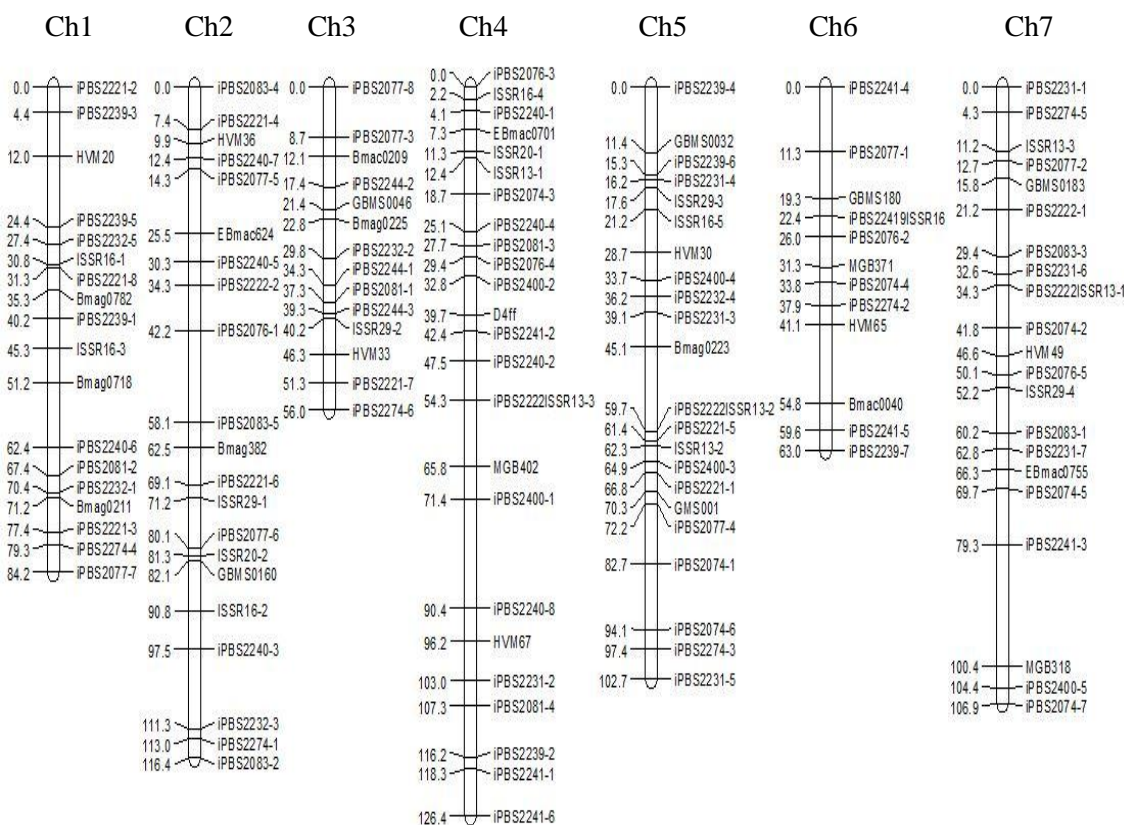 Ch1 Ch2 Ch3 Ch4 Ch5 Ch6 Ch7
0.0 iPBS2221-2
4.4 iPBS2239-3
12.0 HVM20
24.4 iPBS2239-5
27.4 iPBS2232-5
30.8 ISSR16-1
31.3 iPBS2221-8
35.3 Bmag0782
40.2 iPBS2239-1
45.3 ISSR16-3
51.2 Bmag0718
62.4 iPBS2240-6
67.4 iPBS2081-2
70.4 iPBS2232-1
71.2 Bmag0211
77.4 iPBS2221-3
79.3 iPBS2274-4
84.2 iPBS2077-7
0.0 iPBS2083-4
7.4 iPBS2221-4
9.9 HVM36
12.4 iPBS2240-7
14.3 iPBS2077-5
25.5 EBmac624
30.3 iPBS2240-5
34.3 iPBS2222-2
42.2 iPBS2076-1
58.1 iPBS2083-5
62.5 Bmag382
69.1 iPBS2221-6
71.2 ISSR29-1
80.1 iPBS2077-6
81.3 ISSR20-2
82.1 GBMS0160
90.8 ISSR16-2
97.5 iPBS2240-3
111.3 iPBS2232-3
113.0 iPBS2274-1
116.4 iPBS2083-2
0.0 iPBS2077-8
8.7 iPBS2077-3
12.1 Bmac0209
17.4 iPBS2244-2
21.4 GBMS0046
22.8 Bmag0225
29.8 iPBS2232-2
34.3 iPBS2244-1
37.3 iPBS2081-1
39.3 iPBS2244-3
40.2 ISSR29-2
46.3 HVM33
51.3 iPBS2221-7
56.0 iPBS2274-6
0.0 iPBS2076-3
2.2 ISSR16-4
4.1 iPBS2240-1
7.3 EBmac0701
11.3 ISSR20-1
12.4 ISSR13-1
18.7 iPBS2074-3
25.1 iPBS2240-4
27.7 iPBS2081-3
29.4 iPBS2076-4
32.8 iPBS2400-2
39.7 D4ff
42.4 iPBS2241-2
47.5 iPBS2240-2
54.3 iPBS2222ISSR13-3
65.8 MGB402
71.4 iPBS2400-1
90.4 iPBS2240-8
96.2 HVM67
103.0 iPBS2231-2
107.3 iPBS2081-4
116.2 iPBS2239-2
118.3 iPBS2241-1
126.4 iPBS2241-6
0.0 iPBS2239-4
11.4 GBMS0032
15.3 iPBS2239-6
16.2 iPBS2231-4
17.6 ISSR29-3
21.2 ISSR16-5
28.7 HVM30
33.7 iPBS2400-4
36.2 iPBS2232-4
39.1 iPBS2231-3
45.1 Bmag0223
59.7 iPBS2222ISSR13-2
61.4 iPBS2221-5
62.3 ISSR13-2
64.9 iPBS2400-3
66.8 iPBS2221-1
70.3 GMS001
72.2 iPBS2077-4
82.7 iPBS2074-1
94.1 iPBS2074-6
97.4 iPBS2274-3
102.7 iPBS2231-5
0.0 iPBS2241-4
11.3 iPBS2077-1
19.3 GBMS180
22.4 iPBS22419ISSR16
26.0 iPBS2076-2
31.3 MGB371
33.8 iPBS2074-4
37.9 iPBS2274-2
41.1 HVM65
54.8 Bmac0040
59.6 iPBS2241-5
63.0 iPBS2239-7
0.0 iPBS2231-1
4.3 iPBS2274-5
11.2 ISSR13-3
12.7 iPBS2077-2
15.8 GBMS0183
21.2 iPBS2222-1
29.4 iPBS2083-3
32.6 iPBS2231-6
34.3 iPBS2222ISSR13-1
41.8 iPBS2074-2
46.6 HVM49
50.1 iPBS2076-5
52.2 ISSR29-4
60.2 iPBS2083-1
62.8 iPBS2231-7
66.3 EBmac0755
69.7 iPBS2074-5
79.3 iPBS2241-3
100.4 MGB318
104.4 iPBS2400-5
106.9 iPBS2074-7